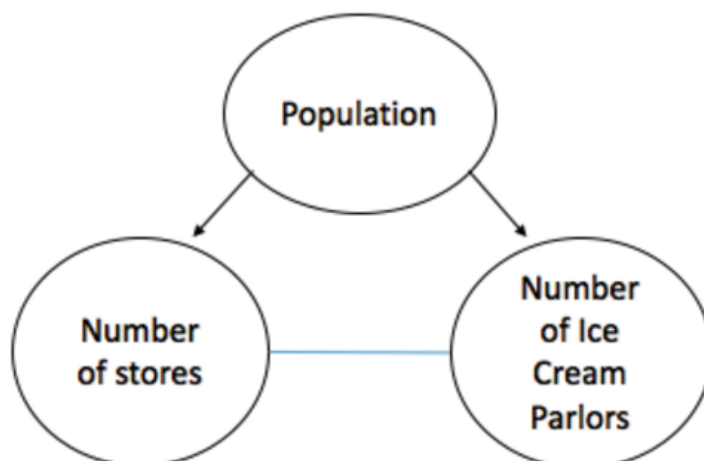 Population
Number
of stores
Number
of Ice
Cream
Parlors